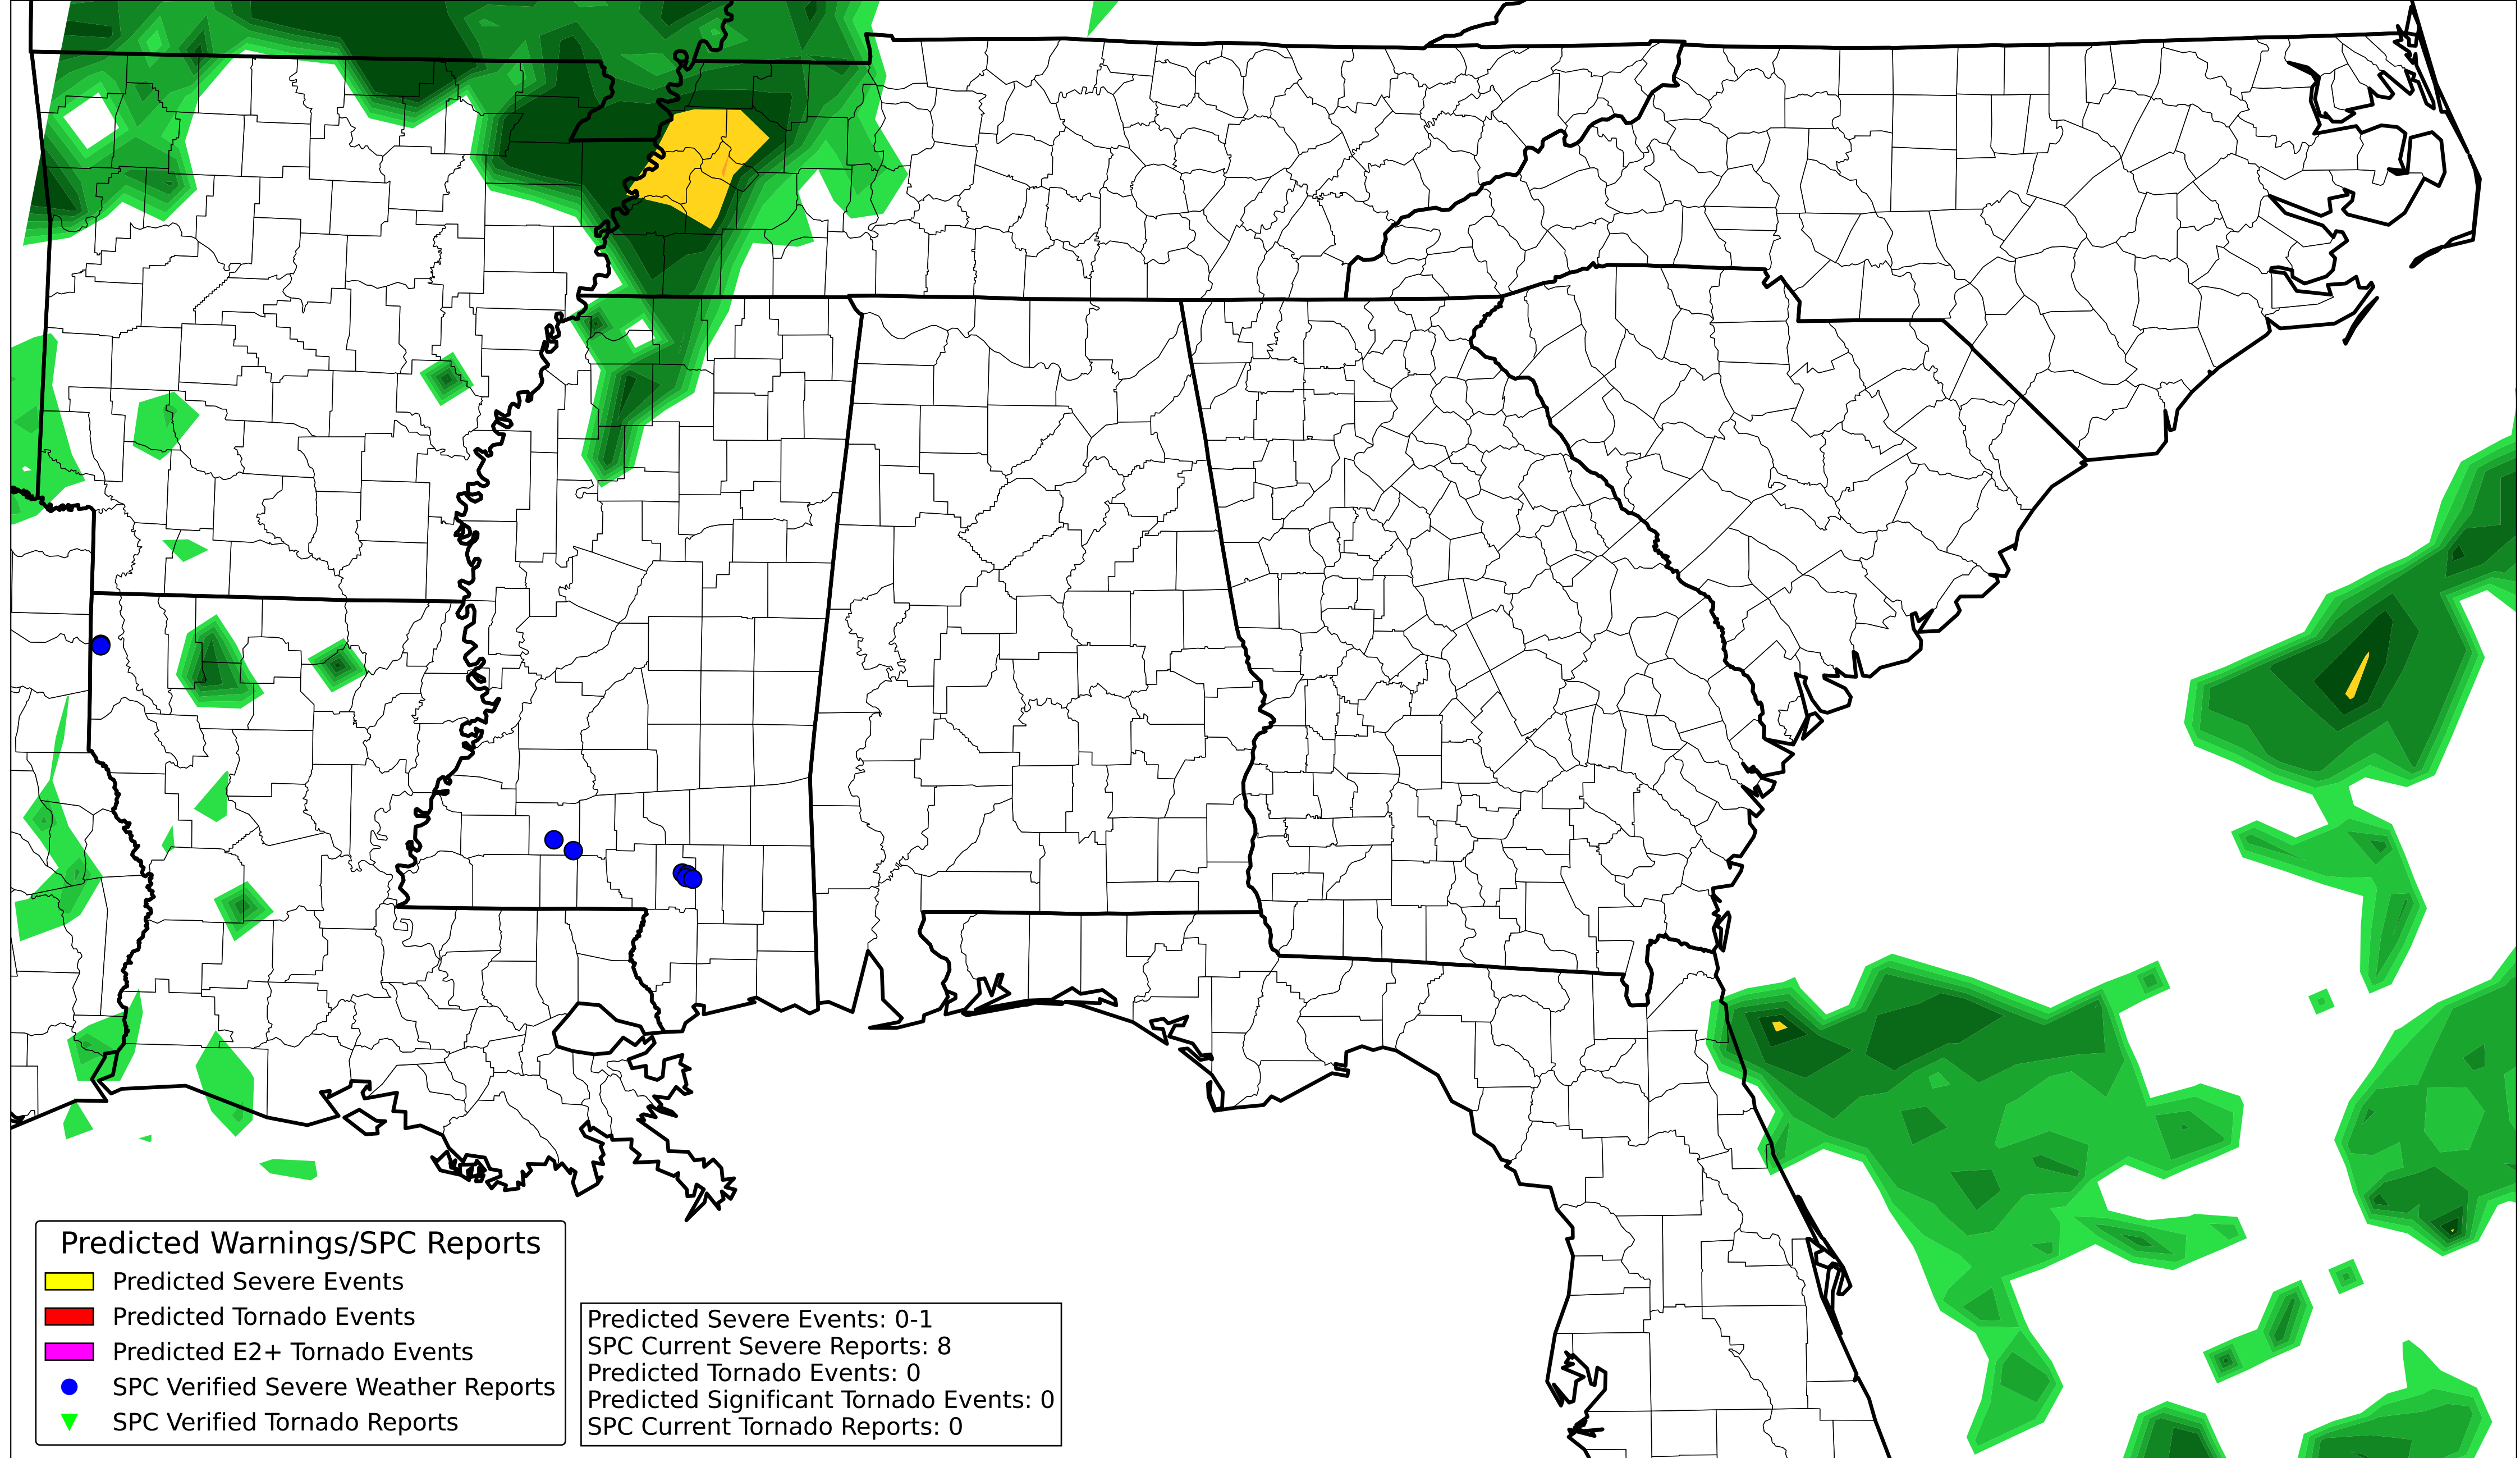 Predicted Warnings/SPC Reports
Predicted Severe Events
Predicted Tornado Events
Predicted E2+ Tornado Events
SPC Verified Severe Weather Reports
SPC Verified Tornado Reports
Predicted Severe Events: 0-1
SPC Current Severe Reports: 8
Predicted Tornado Events: 0
Predicted Significant Tornado Events: 0
SPC Current Tornado Reports: 0